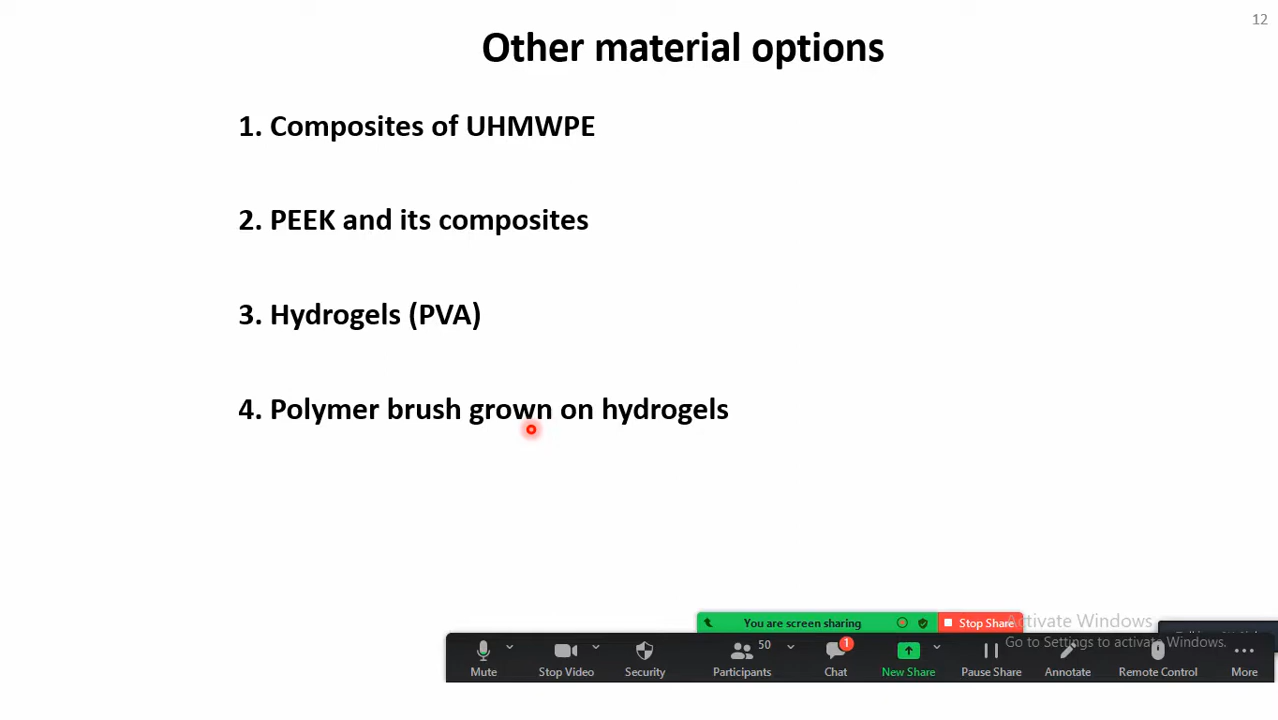 12
Other material options
1. Composites of UHMWPE
2. PEEK and its composites
3. Hydrogels (PVA)
4. Polymer brush grown on hydrogels
You are screen sharing
Stop Share
Activate Windows
Go to Settings to activate Windows.
50
1
Mute
Stop Video
Security
Participants
Chat
New Share
Pause Share
Annotate
Remote Control
More